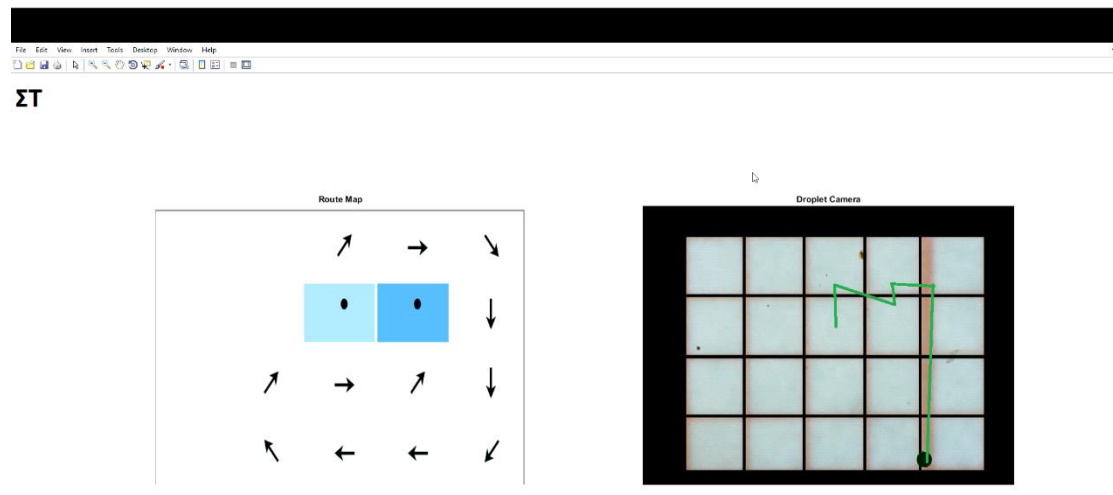 File Edit View Insert Tools Desktop Window Help
ΣT
Route Map
Droplet Camera